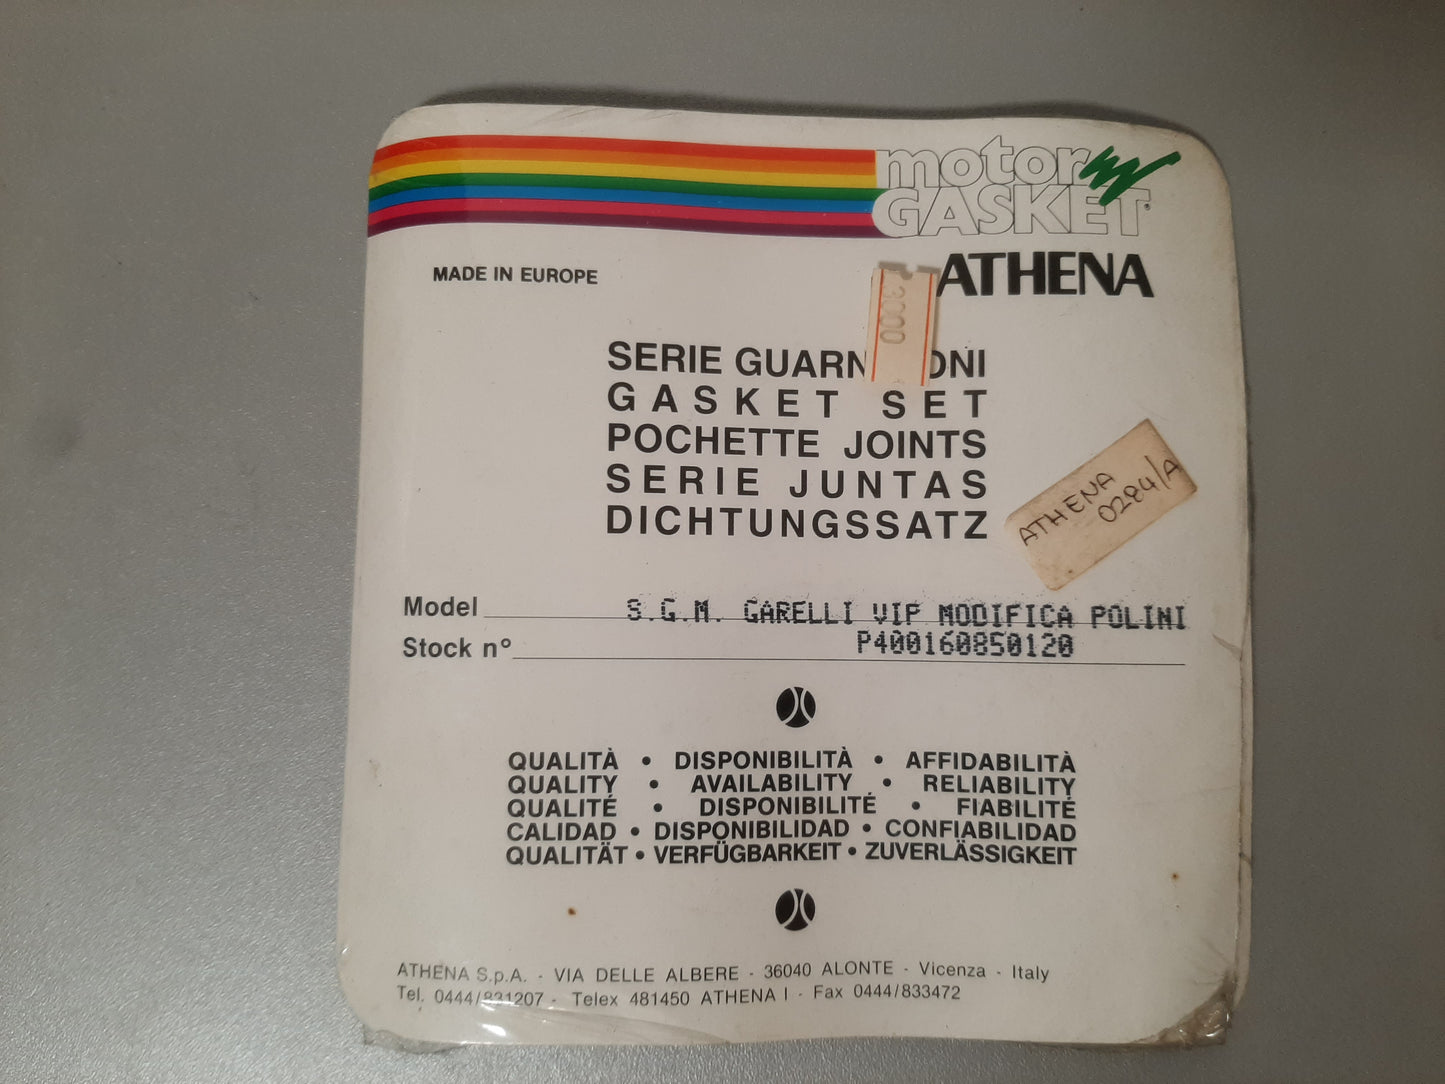 motor
GASKET
ATHENA
MADE IN EUROPE
3000
SERIE
GASKET SET
POCHETTE JOINTS
SERIE JUNTAS
DICHTUNGSSATZ
ATHENA
0284/A
Model S.G.M. GARELLI VIP MODIFICA POLINI
Stock n° P400160850120
QUALITÀ • DISPONIBILITÀ • AFFIDABILITÀ
QUALITY • AVAILABILITY • RELIABILITY
QUALITÉ • DISPONIBILITÉ • FIABILITÉ
CALIDAD • DISPONIBILIDAD • CONFIABILIDAD
QUALITÄT • VERFÜGBARKEIT • ZUVERLÄSSIGKEIT
ATHENA S.p.A. - VIA DELLE ALBERE - 36040 ALONTE - Vicenza - Italy
Tel. 0444/831207 - Telex 481450 ATHENA I - Fax 0444/833472